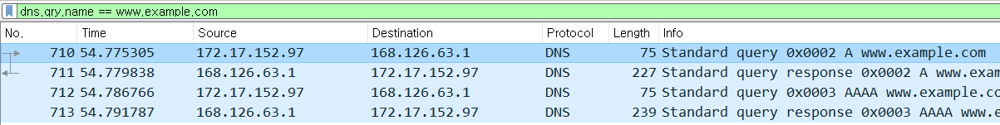 dns.qry.name == www.example.com
No. Time Source Destination Protocol Length Info
710 54.775305 172.17.152.97 168.126.63.1 DNS 75 Standard query 0x0002 A www.example.com
711 54.779838 168.126.63.1 172.17.152.97 DNS 227 Standard query response 0x0002 A www.exam
712 54.786766 172.17.152.97 168.126.63.1 DNS 75 Standard query 0x0003 AAAA www.example.co
713 54.791787 168.126.63.1 172.17.152.97 DNS 239 Standard query response 0x0003 AAAA www.e